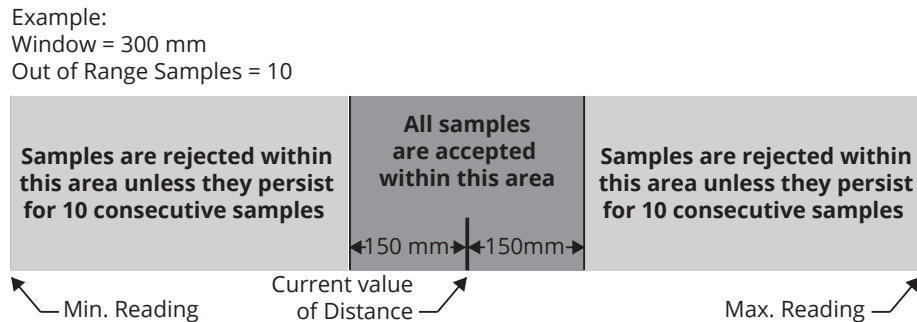 Example:
Window = 300 mm
Out of Range Samples = 10
Samples are rejected within
this area unless they persist
for 10 consecutive samples
All samples
are accepted
within this area
Samples are rejected within
this area unless they persist
for 10 consecutive samples
150 mm
150mm
Min. Reading
Current value
of Distance
Max. Reading